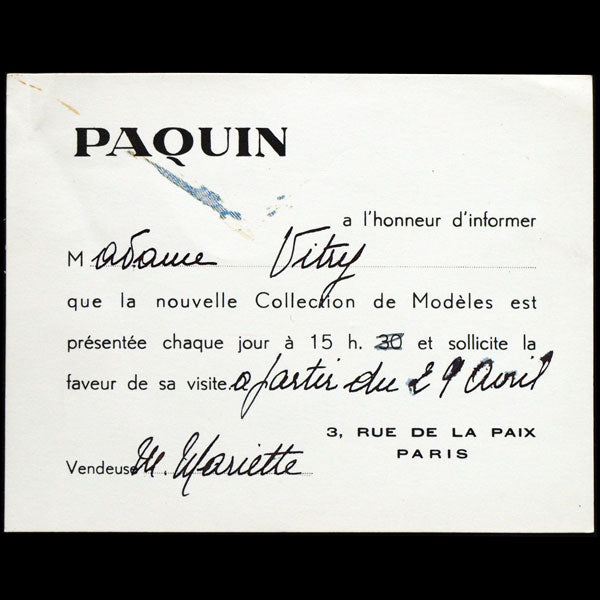 PAQUIN
a l'honneur d'informer
Madame Vitry
que la nouvelle Collection de Modèles est
présentée chaque jour à 15 h. 30 et sollicite la
faveur de sa visite a partir du 29 Avril
3, RUE DE LA PAIX
PARIS
Vendeuse M. Mariette